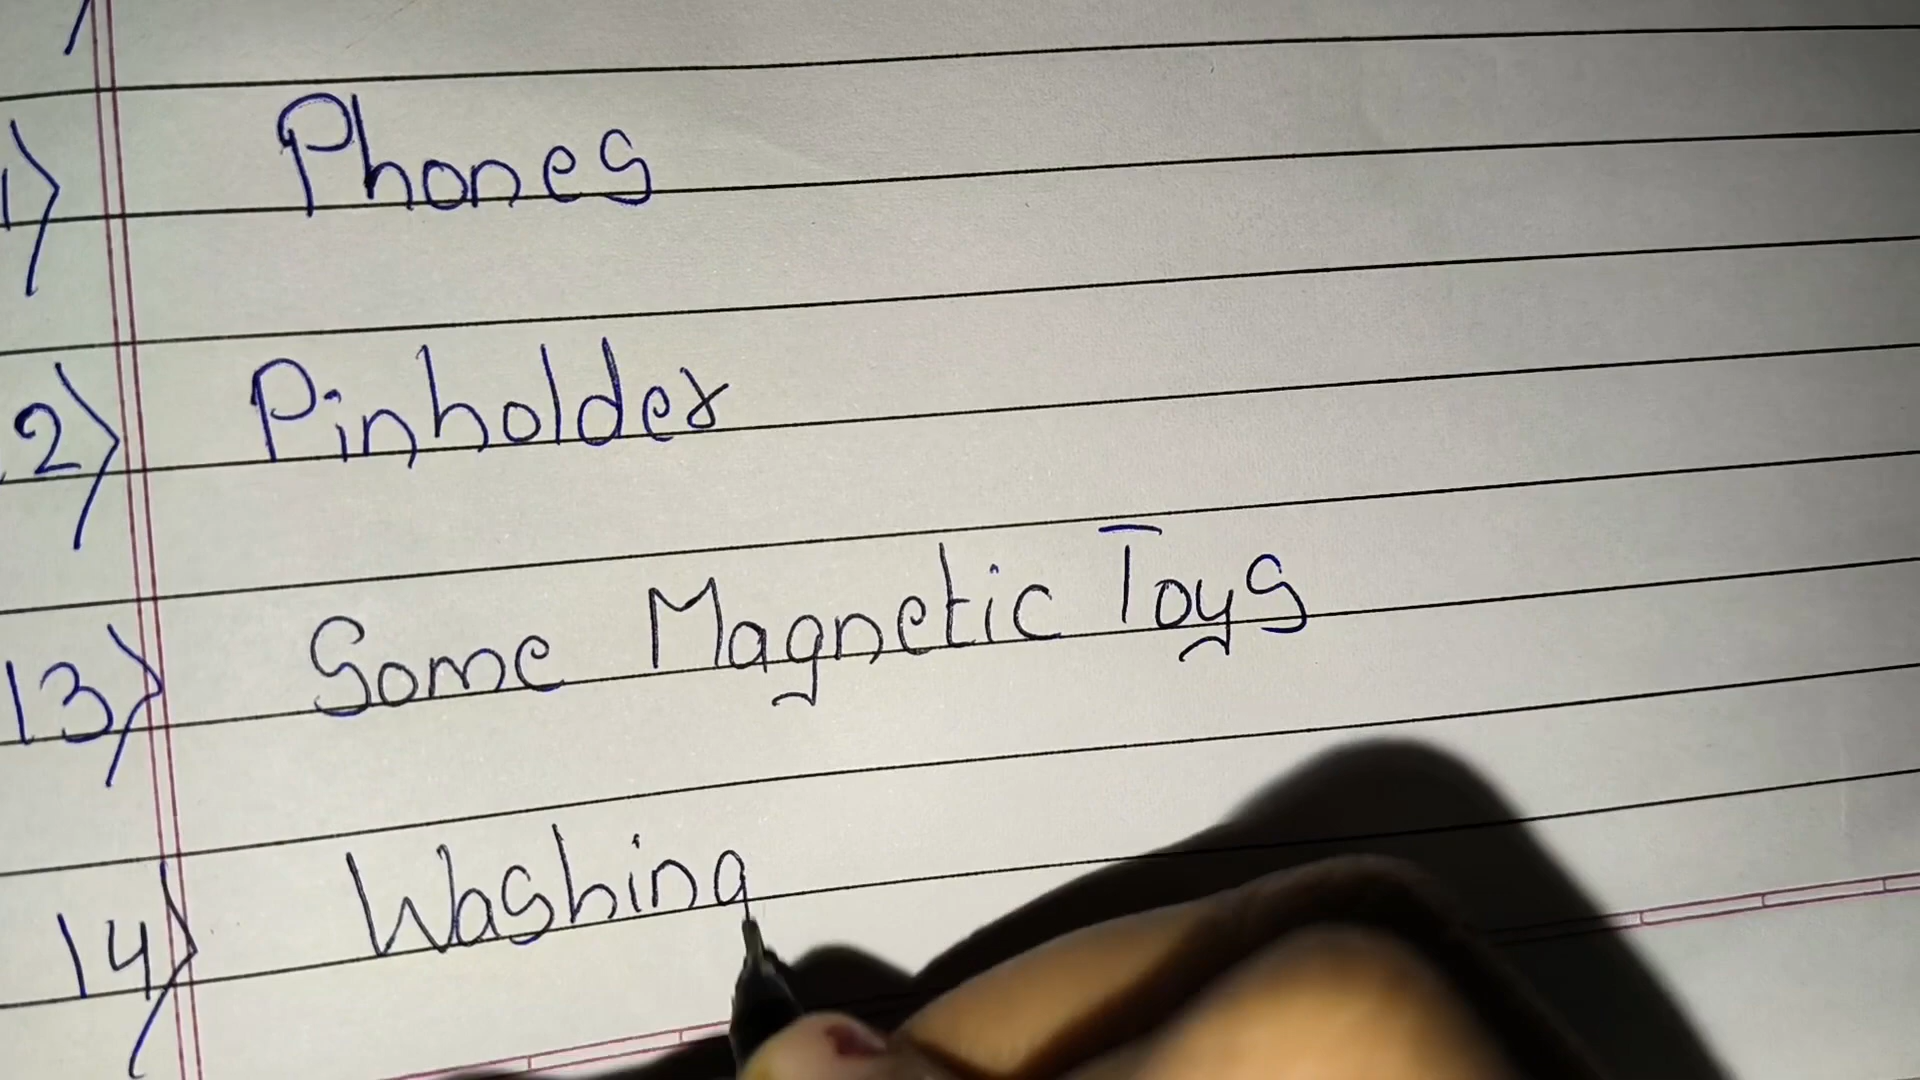 1) Phones
2) Pinholder
13) Some Magnetic Toys
14) Washing